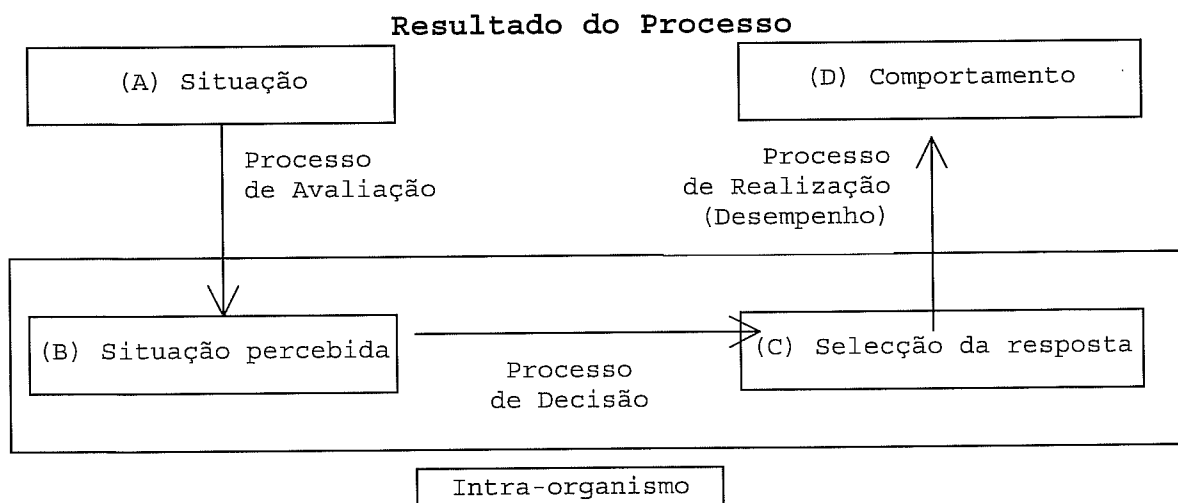 Resultado do Processo
(A) Situação
(D) Comportamento
Processo
de Avaliação
Processo
de Realização
(Desempenho)
(B) Situação percebida
(C) Selecção da resposta
Processo
de Decisão
Intra-organismo